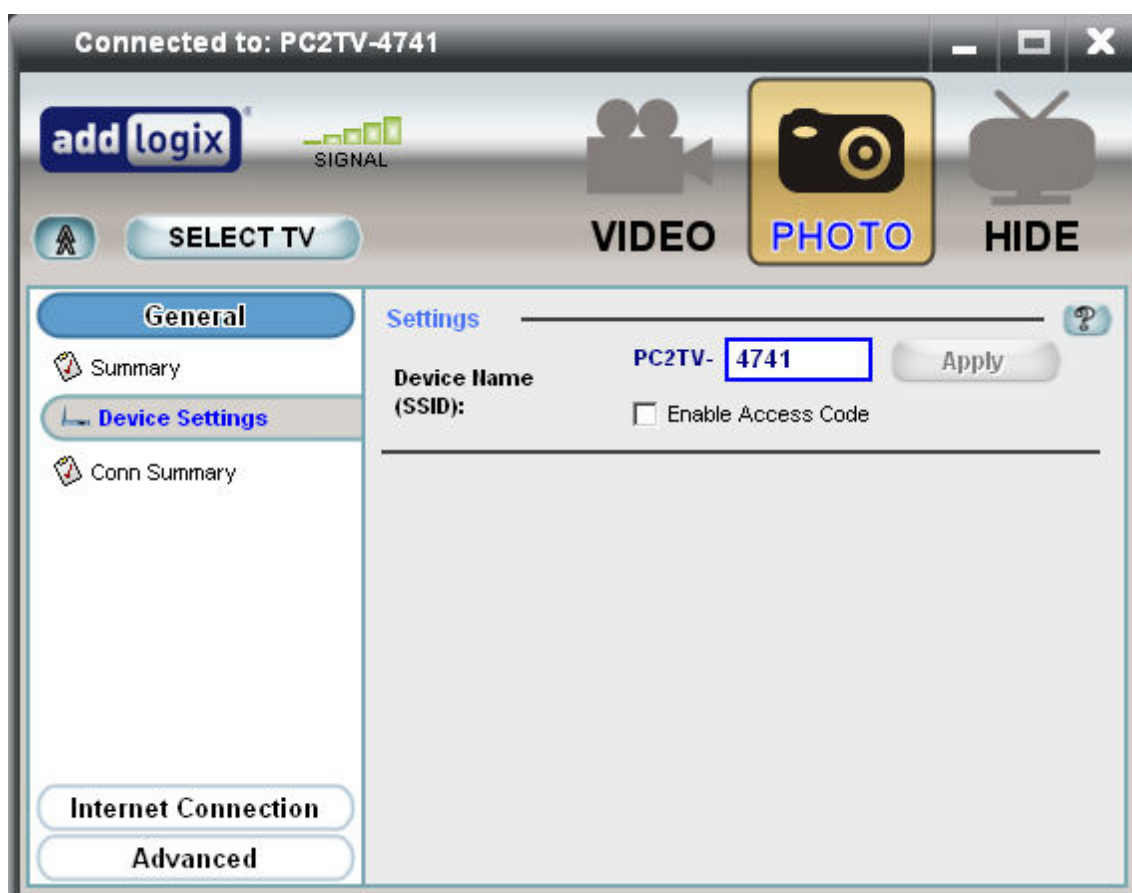 Connected to: PC2TV-4741
add logix
SIGNAL
SELECT TV
VIDEO
PHOTO
HIDE
General
Summary
Device Settings
Conn Summary
Internet Connection
Advanced
Settings
?
Device Name
(SSID):
PC2TV- 4741
Apply
Enable Access Code